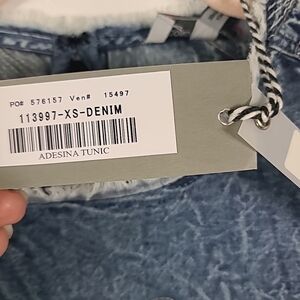 PO# 576157 Ven# 15497
113997-XS-DENIM
ADESINA TUNIC